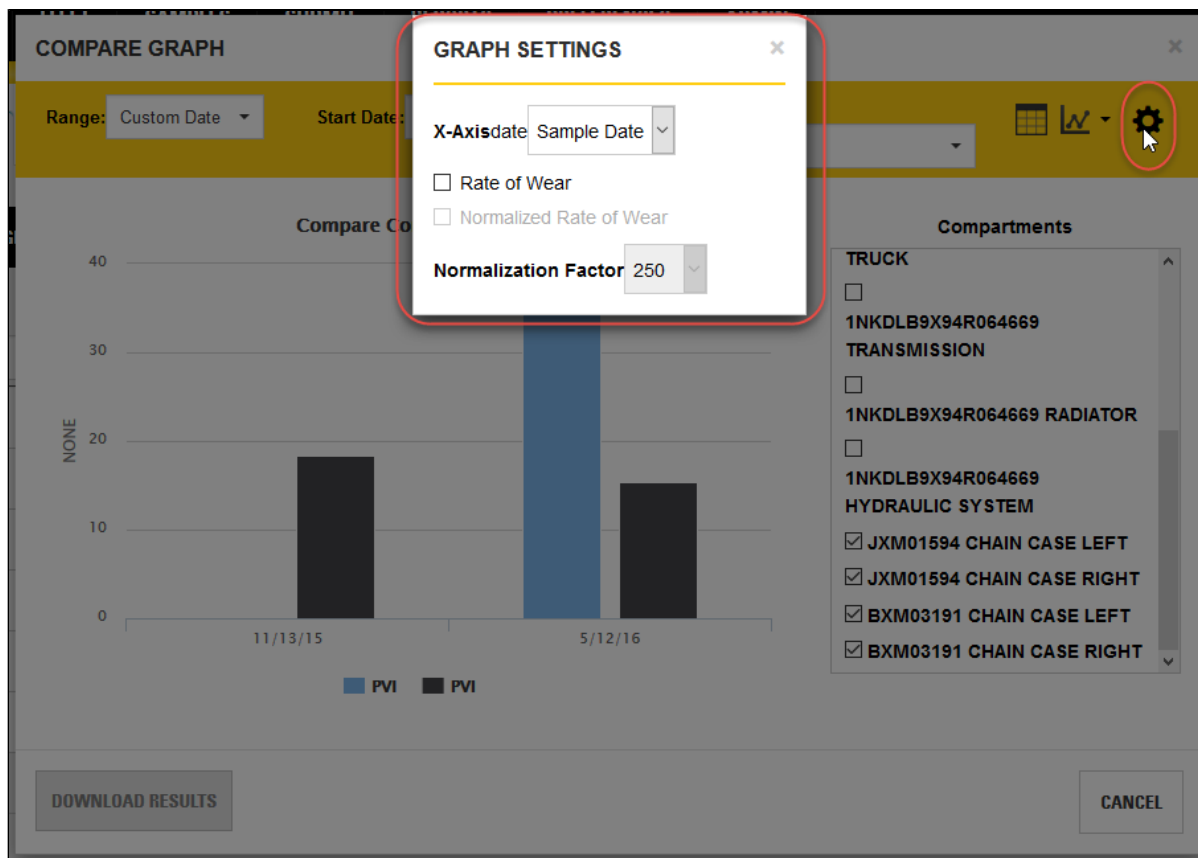 COMPARE GRAPH
GRAPH SETTINGS
×
×
Range: Custom Date
Start Date:
X-Axisdate Sample Date
Rate of Wear
Normalized Rate of Wear
Normalization Factor 250
Compare Co
40
30
20
10
0
NONE
11/13/15
5/12/16
PVI PVI
Compartments
TRUCK
1NKDLB9X94R064669
TRANSMISSION
1NKDLB9X94R064669 RADIATOR
1NKDLB9X94R064669
HYDRAULIC SYSTEM
JXM01594 CHAIN CASE LEFT
JXM01594 CHAIN CASE RIGHT
BXM03191 CHAIN CASE LEFT
BXM03191 CHAIN CASE RIGHT
DOWNLOAD RESULTS
CANCEL